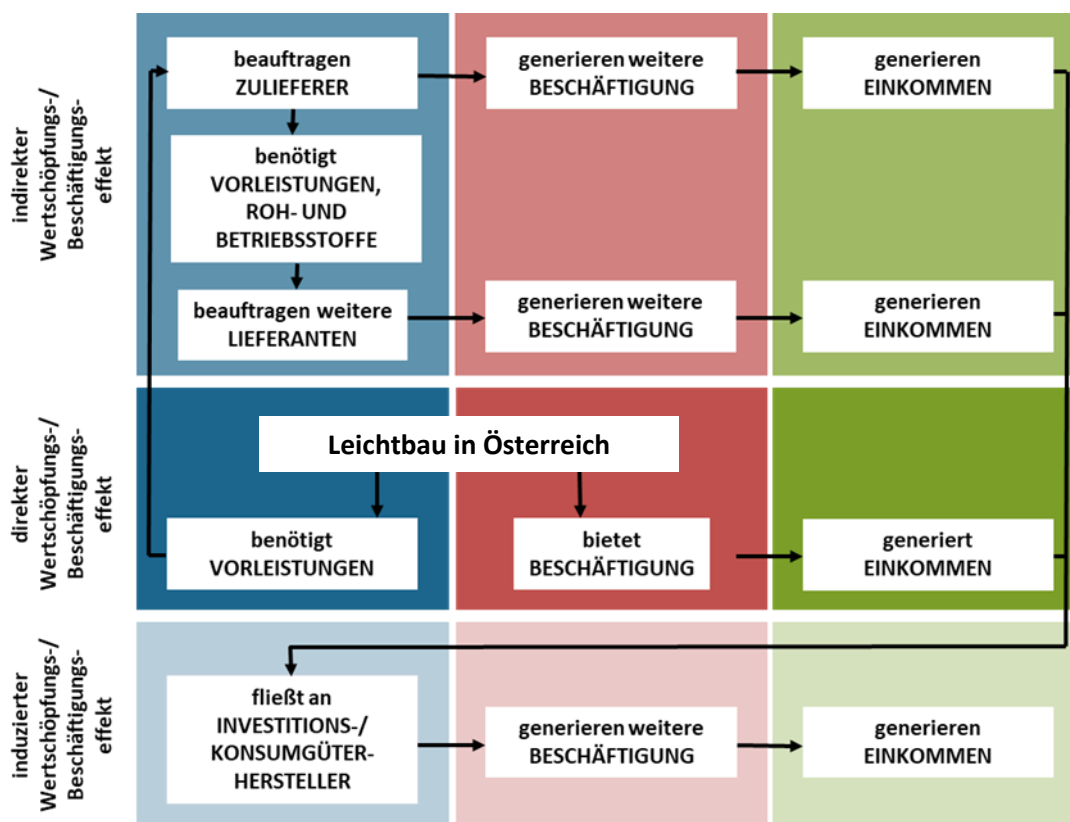 indirekter
Wertschöpfungs-/
Beschäftigungs-
effekt
beauftragen
ZULIEFERER
generieren weitere
BESCHÄFTIGUNG
generieren
EINKOMMEN
benötigt
VORLEISTUNGEN,
ROH- UND
BETRIEBSSTOFFE
beauftragen weitere
LIEFERANTEN
generieren weitere
BESCHÄFTIGUNG
generieren
EINKOMMEN
direkter
Wertschöpfungs-/
Beschäftigungs-
effekt
Leichtbau in Österreich
benötigt
VORLEISTUNGEN
bietet
BESCHÄFTIGUNG
generiert
EINKOMMEN
induzierter
Wertschöpfungs-/
Beschäftigungs-
effekt
fließt an
INVESTITIONS-/
KONSUMGÜTER-
HERSTELLER
generieren weitere
BESCHÄFTIGUNG
generieren
EINKOMMEN